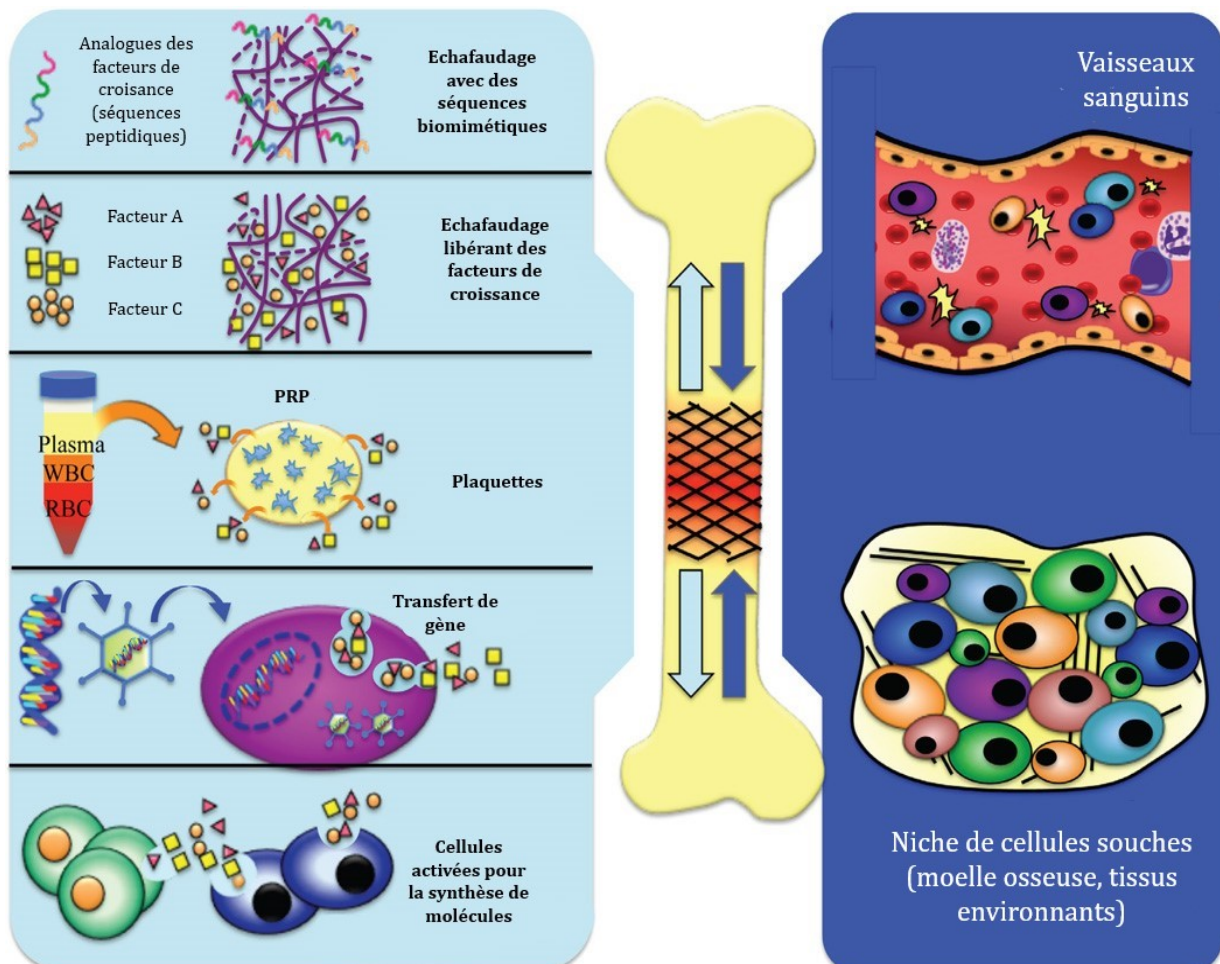 Analogues des
facteurs de
croisance
(séquences
peptidiques)
Echafaudage
avec des
séquences
biomimétiques
Facteur A
Facteur B
Facteur C
Echafaudage
libérant des
facteurs de
croissance
PRP
Plasma
WBC
RBC
Plaquettes
Transfert de
gène
Cellules
activées pour
la synthèse de
molécules
Vaisseaux
sanguins
Niche de cellules souches
(moelle osseuse, tissus
environnants)